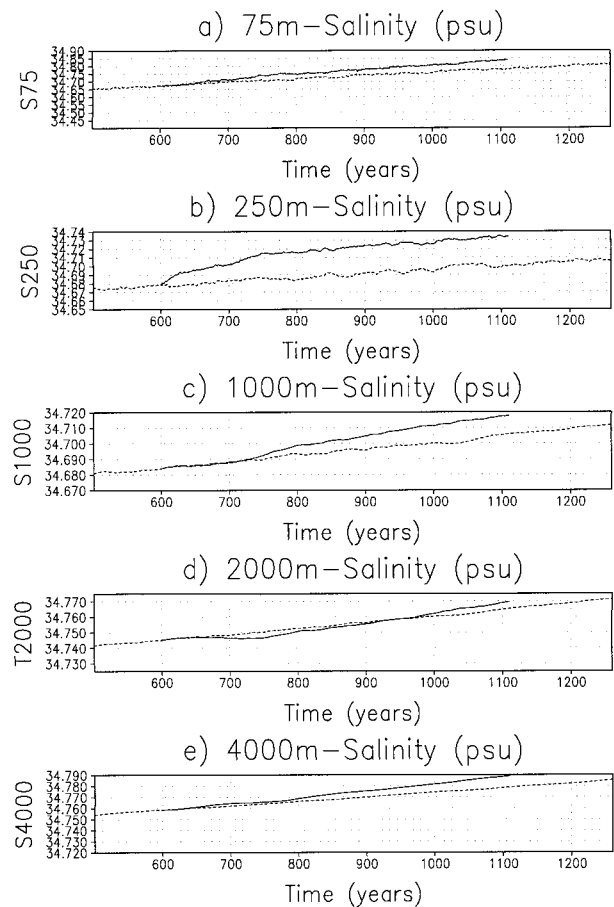 a) 75m-Salinity (psu)
34.90
34.85
34.80
34.75
34.70
34.65
34.60
34.55
34.50
34.45
S75
600 700 800 900 1000 1100 1200
Time (years)
b) 250m-Salinity (psu)
34.74
34.73
34.72
34.71
34.70
34.69
34.68
34.67
34.66
34.65
S250
600 700 800 900 1000 1100 1200
Time (years)
c) 1000m-Salinity (psu)
34.720
34.710
34.700
34.690
34.680
34.670
S1000
600 700 800 900 1000 1100 1200
Time (years)
d) 2000m-Salinity (psu)
34.770
34.760
34.750
34.740
34.730
T2000
600 700 800 900 1000 1100 1200
Time (years)
e) 4000m-Salinity (psu)
34.790
34.780
34.770
34.760
34.750
34.740
34.730
34.720
S4000
600 700 800 900 1000 1100 1200
Time (years)